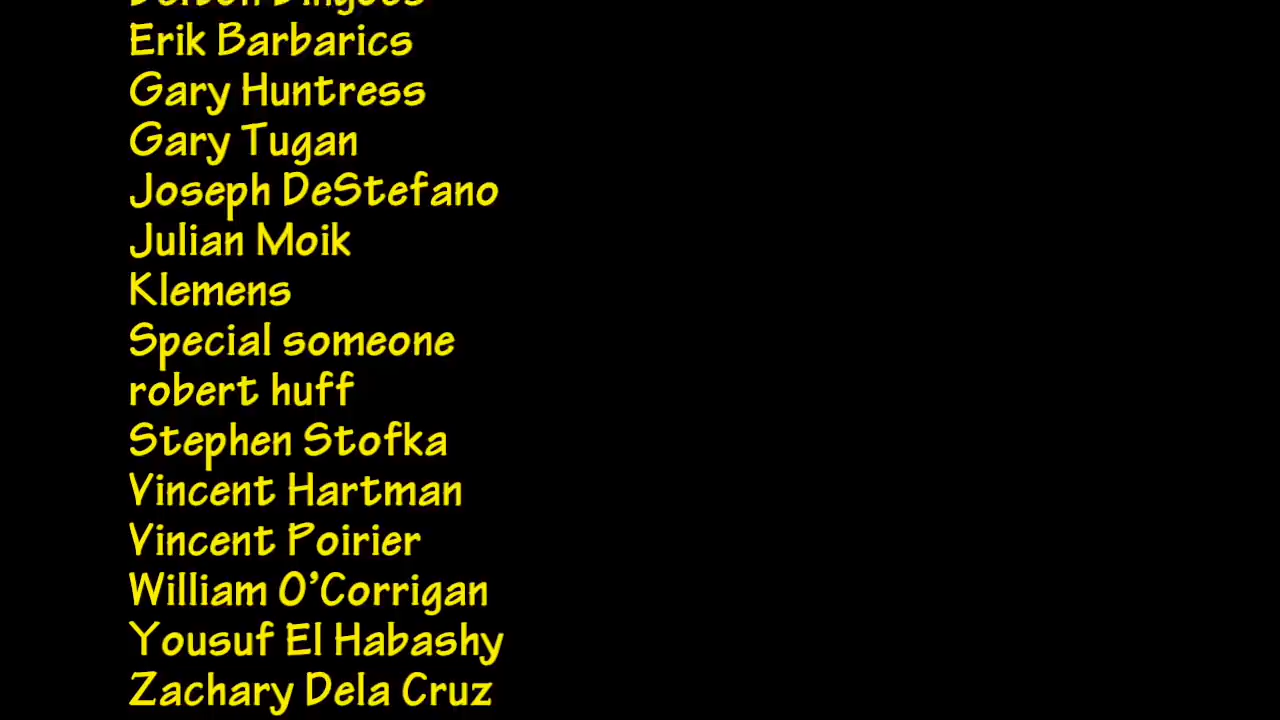 Erik Barbarics
Gary Huntress
Gary Tugan
Joseph DeStefano
Julian Moik
Klemens
Special someone
robert huff
Stephen Stofka
Vincent Hartman
Vincent Poirier
William O'Corrigan
Yousuf El Habashy
Zachary Dela Cruz